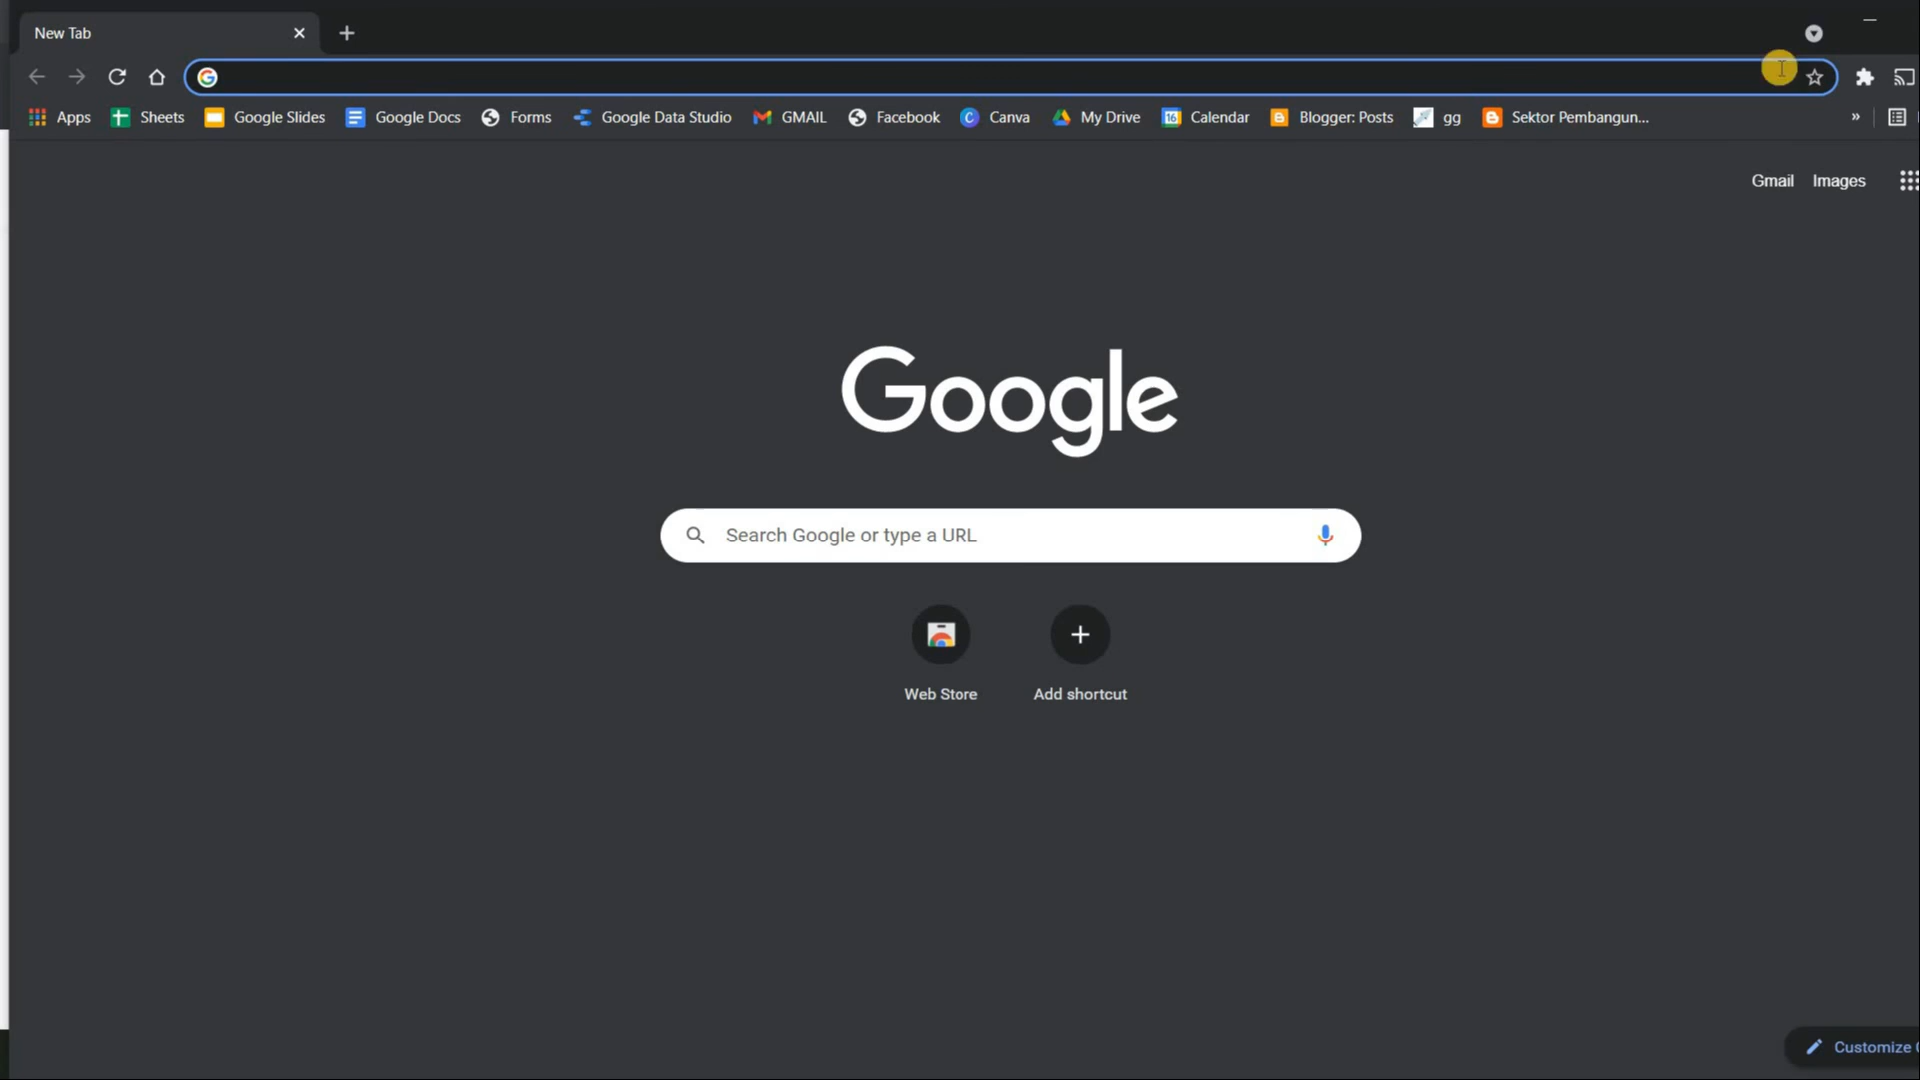 New Tab
Apps Sheets Google Slides Google Docs Forms Google Data Studio GMAIL Facebook Canva My Drive 16 Calendar Blogger: Posts gg Sektor Pembangun... »
Gmail Images
Google
Search Google or type a URL
Web Store Add shortcut
Customize